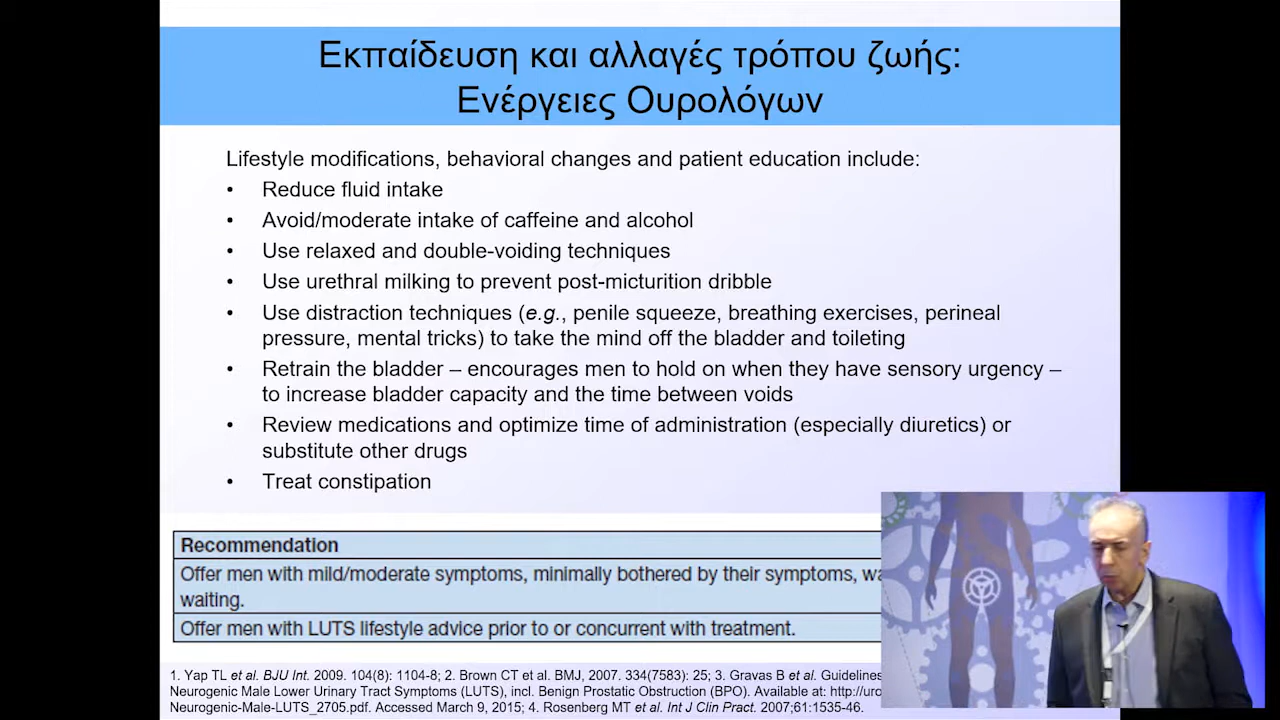 Εκπαίδευση και αλλαγές τρόπου ζωής:
Ενέργειες Ουρολόγων
Lifestyle modifications, behavioral changes and patient education include:
• Reduce fluid intake
• Avoid/moderate intake of caffeine and alcohol
• Use relaxed and double-voiding techniques
• Use urethral milking to prevent post-micturition dribble
• Use distraction techniques (e.g., penile squeeze, breathing exercises, perineal
pressure, mental tricks) to take the mind off the bladder and toileting
• Retrain the bladder – encourages men to hold on when they have sensory urgency –
to increase bladder capacity and the time between voids
• Review medications and optimize time of administration (especially diuretics) or
substitute other drugs
• Treat constipation
Recommendation
Offer men with mild/moderate symptoms, minimally bothered by their symptoms,
waiting.
Offer men with LUTS lifestyle advice prior to or concurrent with treatment.
1. Yap TL et al. BJU Int. 2009. 104(8): 1104-8; 2. Brown CT et al. BMJ, 2007. 334(7583): 25; 3. Gravas B et al. Guidelines
Neurogenic Male Lower Urinary Tract Symptoms (LUTS), incl. Benign Prostatic Obstruction (BPO). Available at:
Neurogenic-Male-LUTS_2705.pdf. Accessed March 9, 2015; 4. Rosenberg MT et al. Int J Clin Pract. 2007;61:1535-46.